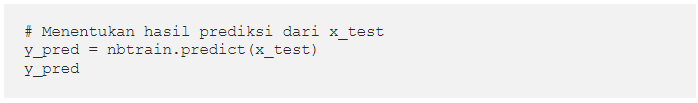 # Menentukan hasil prediksi dari x_test
y_pred = nbtrain.predict(x_test)
y_pred